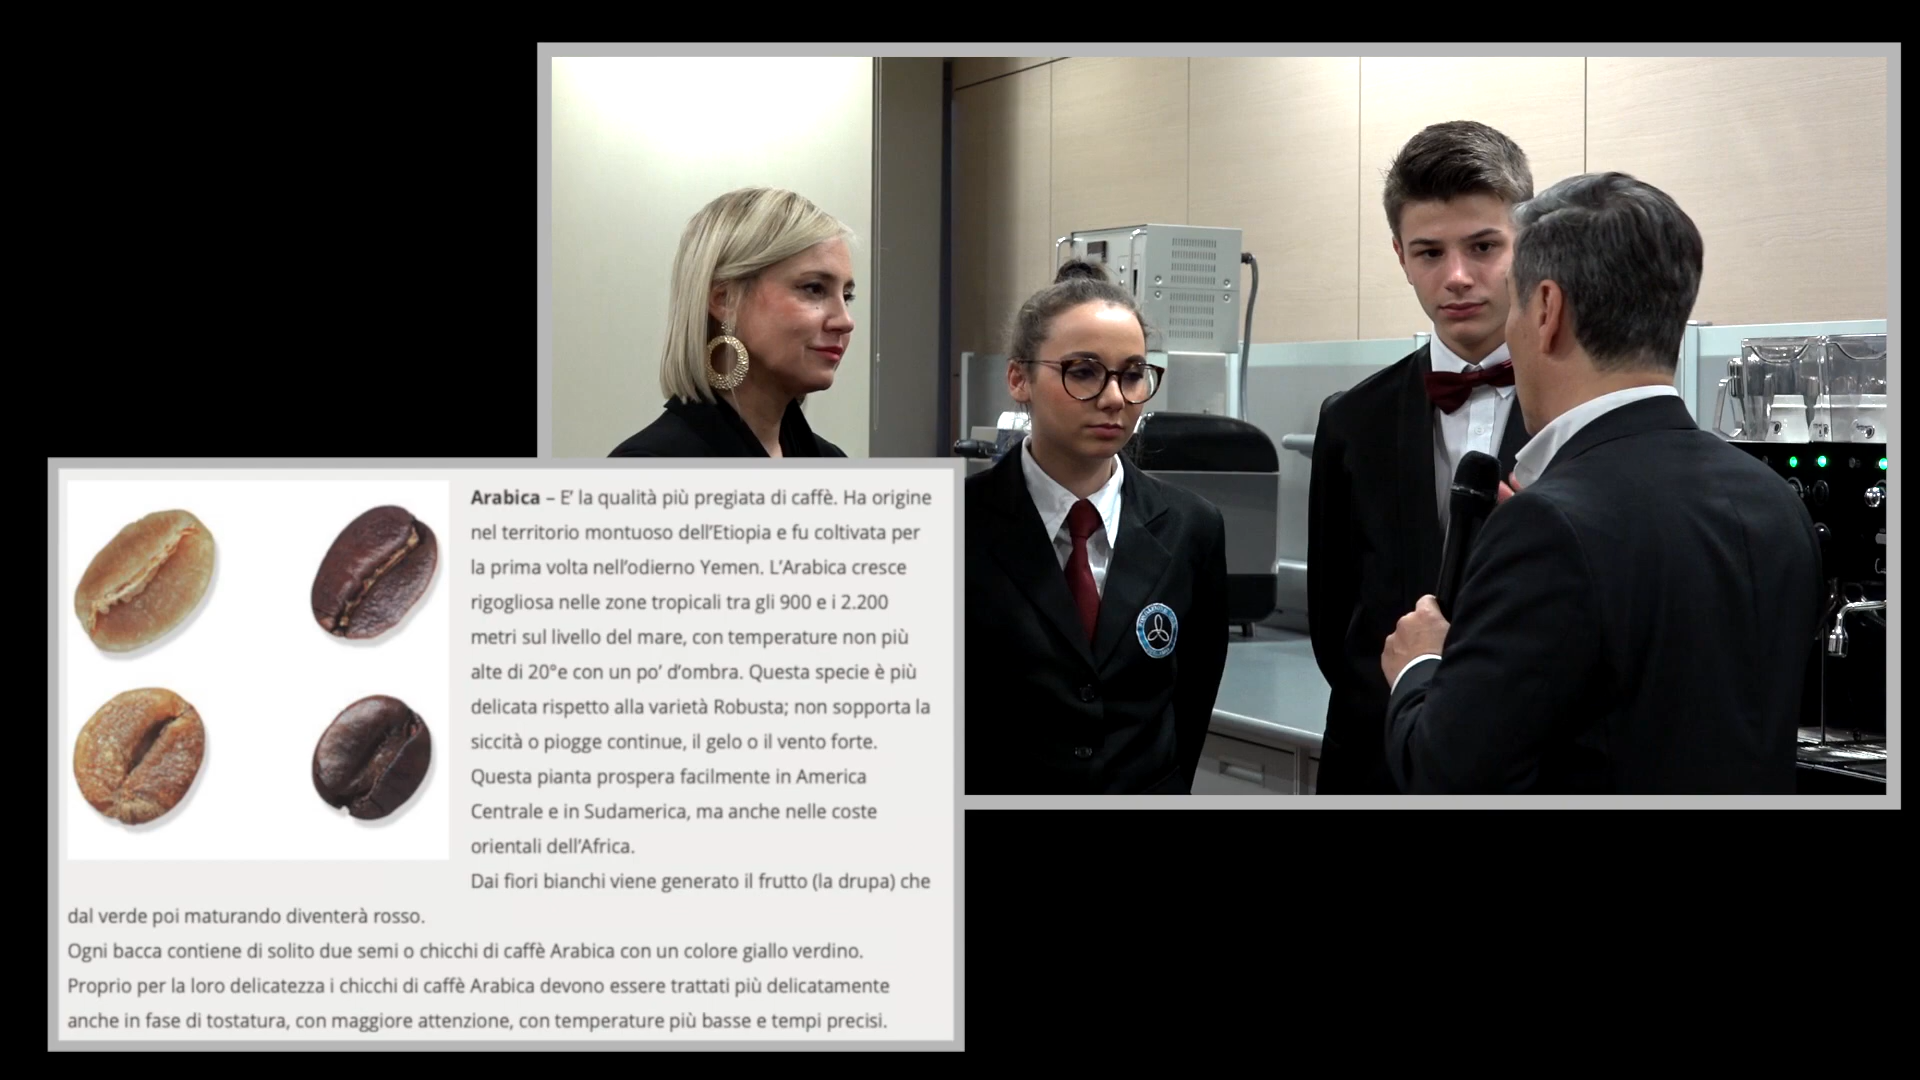 Arabica – E’ la qualità più pregiata di caffè. Ha origine
nel territorio montuoso dell’Etiopia e fu coltivata per
la prima volta nell’odierno Yemen. L’Arabica cresce
rigogliosa nelle zone tropicali tra gli 900 e i 2.200
metri sul livello del mare, con temperature non più
alte di 20°e con un po’ d’ombra. Questa specie è più
delicata rispetto alla varietà Robusta; non sopporta la
siccità o piogge continue, il gelo o il vento forte.
Questa pianta prospera facilmente in America
Centrale e in Sudamerica, ma anche nelle coste
orientali dell’Africa.
Dai fiori bianchi viene generato il frutto (la drupa) che
dal verde poi maturando diventerà rosso.
Ogni bacca contiene di solito due semi o chicchi di caffè Arabica con un colore giallo verdino.
Proprio per la loro delicatezza i chicchi di caffè Arabica devono essere trattati più delicatamente
anche in fase di tostatura, con maggiore attenzione, con temperature più basse e tempi precisi.